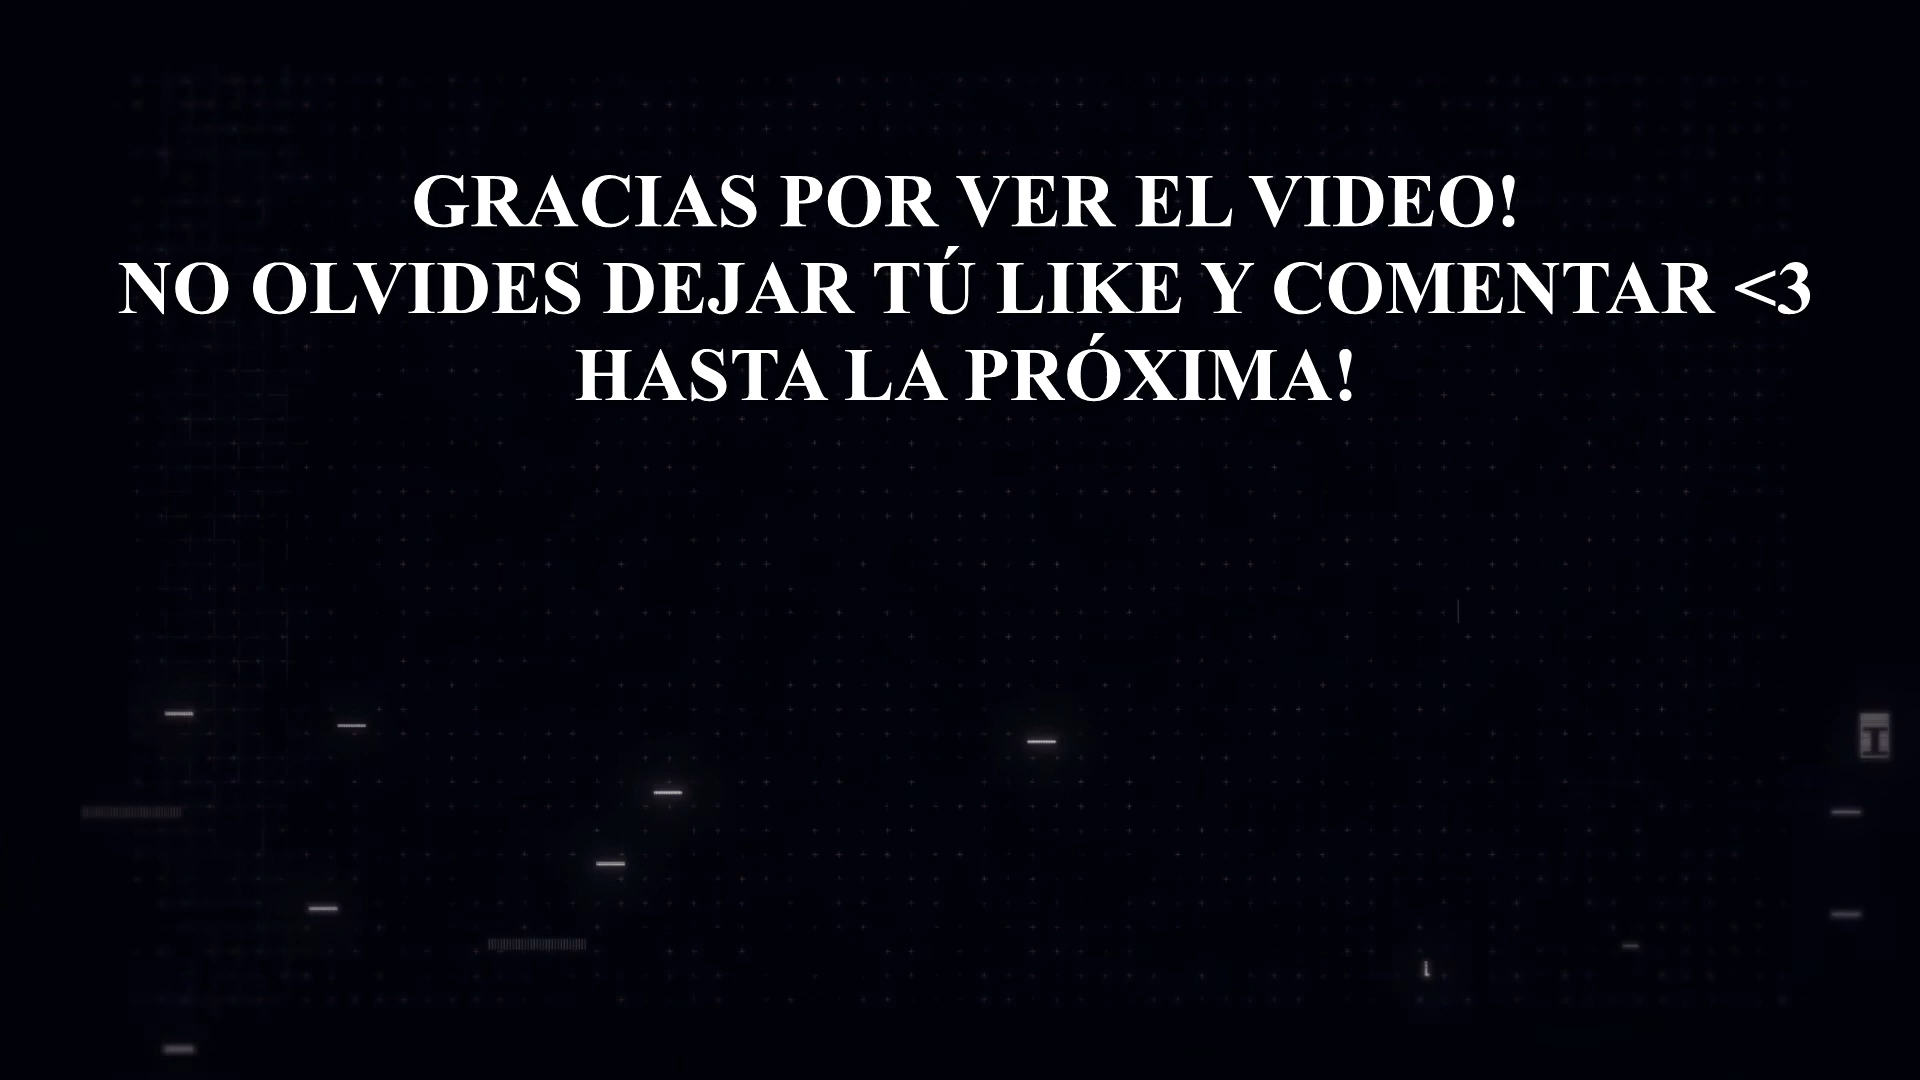 GRACIAS POR VER EL VIDEO!
NO OLVIDES DEJAR TÚ LIKE Y COMENTAR <3
HASTA LA PRÓXIMA!